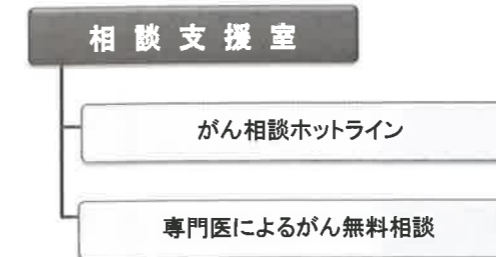 相談支援室
がん相談ホットライン
専門医によるがん無料相談